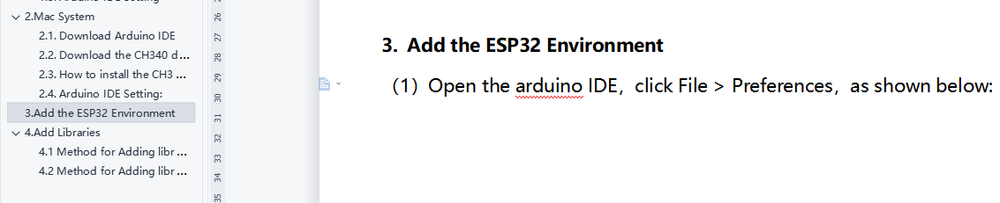 2.Mac System
2.1. Download Arduino IDE
2.2. Download the CH340 d...
2.3. How to install the CH3 ...
2.4. Arduino IDE Setting:
3.Add the ESP32 Environment
4.Add Libraries
4.1 Method for Adding libr ...
4.2 Method for Adding libr ...
26
27
28
29
30
31
32
33
34
35
3. Add the ESP32 Environment
（1）Open the arduino IDE，click File > Preferences，as shown below: